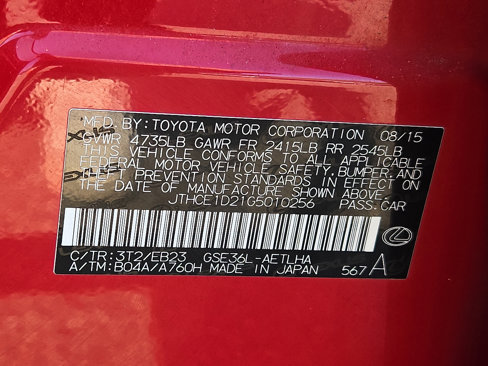 MFD BY: TOYOTA MOTOR CORPORATION 08/15
GVWR 4735LB GAWR FR 2415LB RR 2545LB
THIS VEHICLE CONFORMS TO ALL APPLICABLE
FEDERAL MOTOR VEHICLE SAFETY, BUMPER, AND
THEFT PREVENTION STANDARDS IN EFFECT ON
THE DATE OF MANUFACTURE SHOWN ABOVE.
JTHCE1D21G5010256 PASS.CAR
C/TR: 3T2/EB23 GSE36L-AETLHA
A/TM: B04A/A760H MADE IN JAPAN 567 A